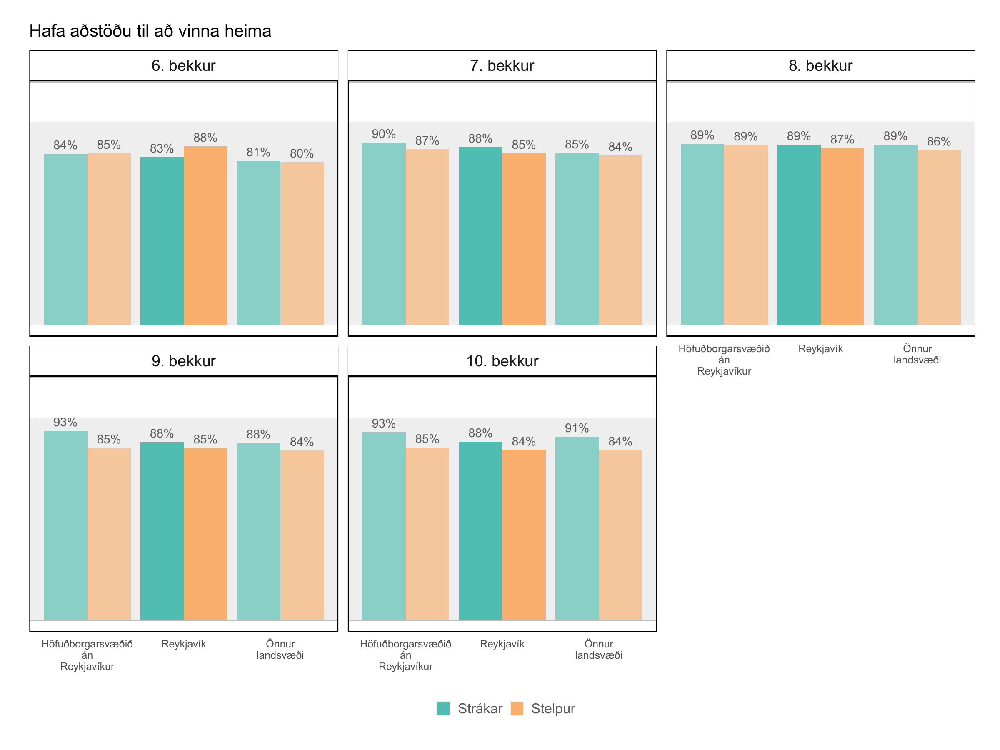 Hafa aðstöðu til að vinna heima
6. bekkur
84% 85% 83% 88% 81% 80%
7. bekkur
90% 87% 88% 85% 85% 84%
8. bekkur
89% 89% 89% 87% 89% 86%
Höfuðborgarsvæðið
án
Reykjavíkur
Reykjavík
Önnur
landsvæði
9. bekkur
93% 85% 88% 85% 88% 84%
Höfuðborgarsvæðið
án
Reykjavíkur
Reykjavík
Önnur
landsvæði
10. bekkur
93% 85% 88% 84% 91% 84%
Höfuðborgarsvæðið
án
Reykjavíkur
Reykjavík
Önnur
landsvæði
Strákar Stelpur